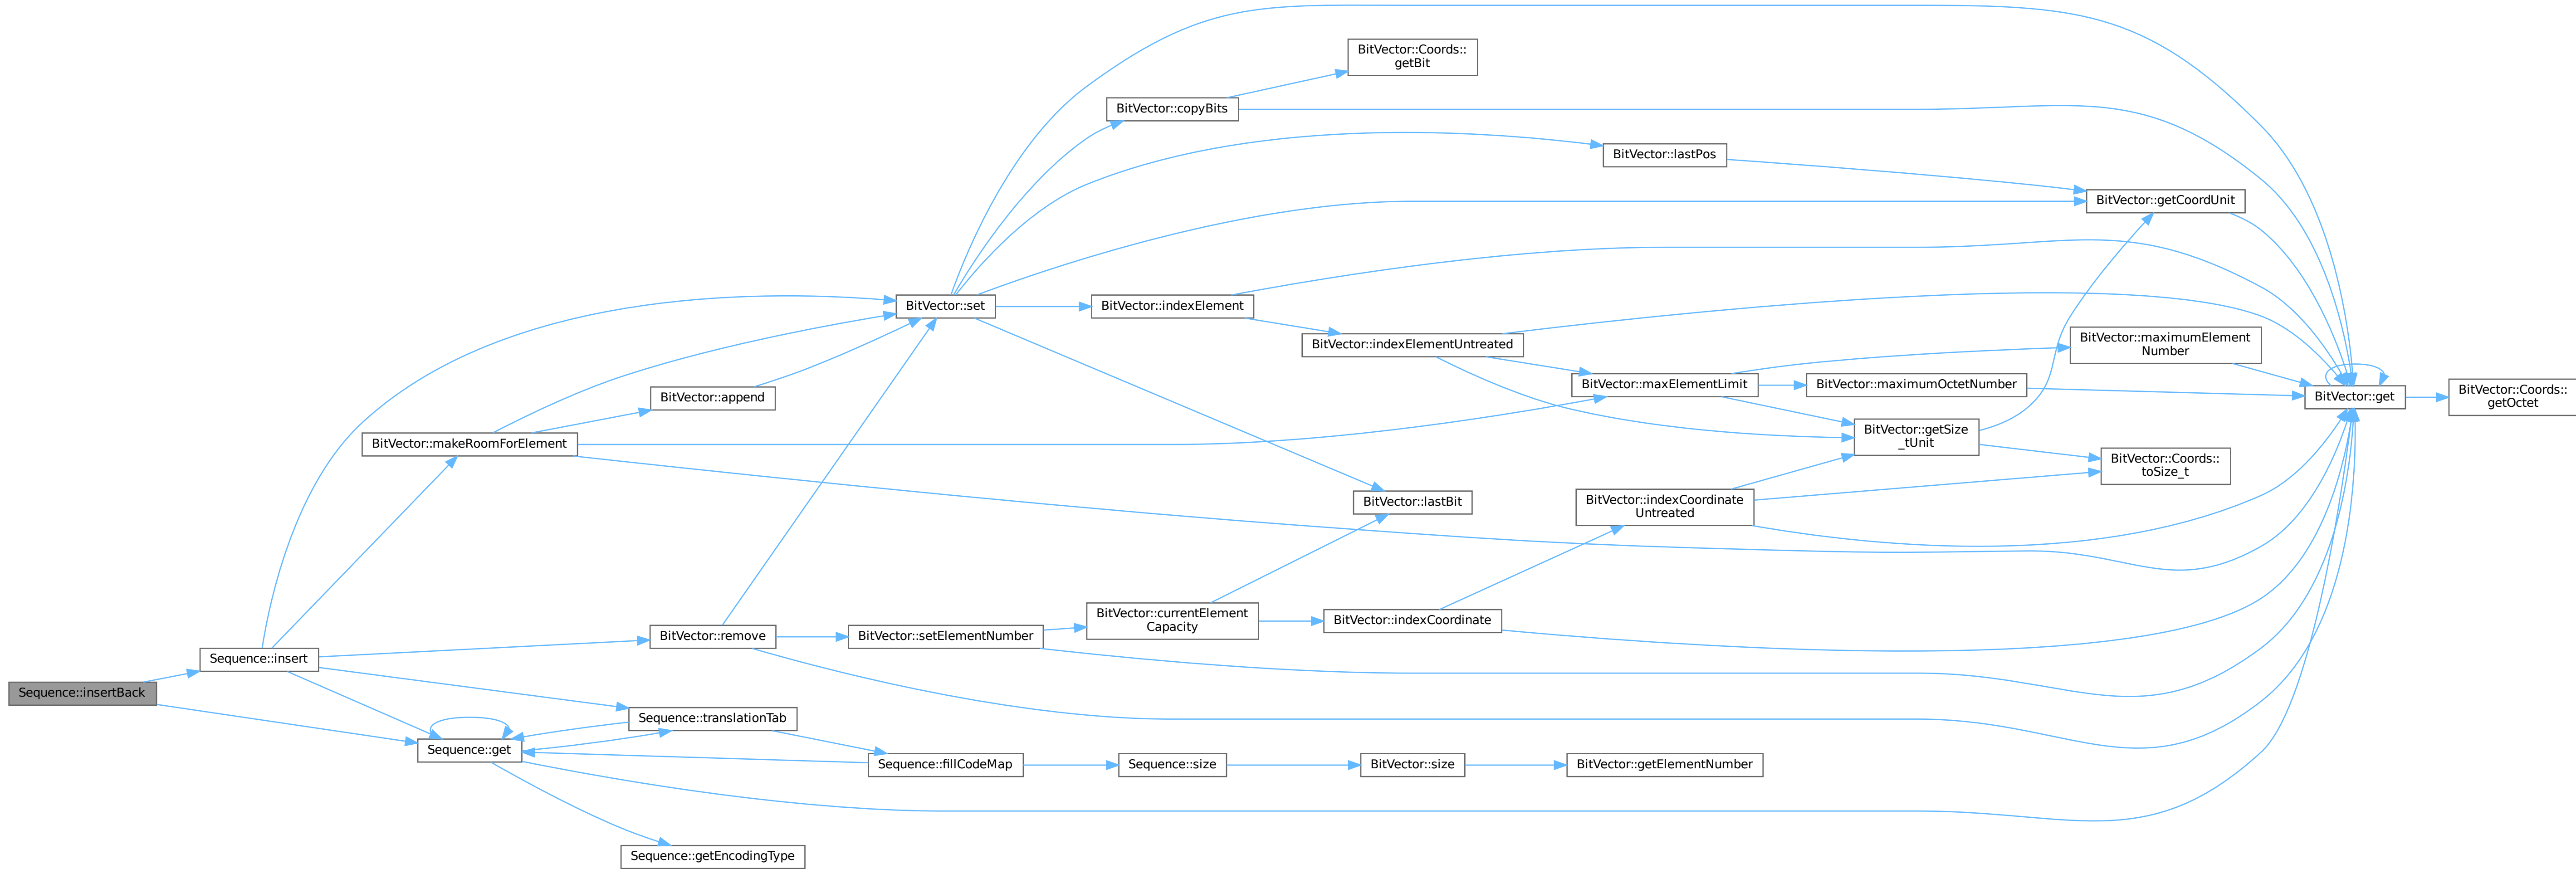 BitVector::Coords::
getBit
BitVector::copyBits
BitVector::lastPos
BitVector::getCoordUnit
BitVector::set
BitVector::indexElement
BitVector::indexElementUntreated
BitVector::maximumElement
Number
BitVector::maxElementLimit
BitVector::maximumOctetNumber
BitVector::append
BitVector::get
BitVector::Coords::
getOctet
BitVector::makeRoomForElement
BitVector::getSize
_tUnit
BitVector::Coords::
toSize_t
BitVector::lastBit
BitVector::indexCoordinate
Untreated
BitVector::currentElement
Capacity
BitVector::indexCoordinate
BitVector::remove
BitVector::setElementNumber
Sequence::insert
Sequence::insertBack
Sequence::translationTab
Sequence::get
Sequence::fillCodeMap
Sequence::size
BitVector::size
BitVector::getElementNumber
Sequence::getEncodingType